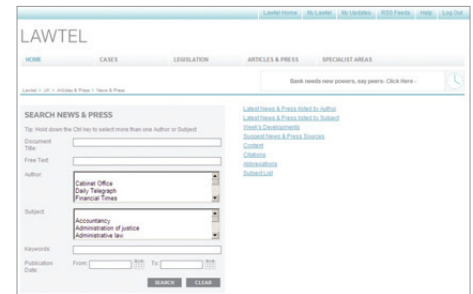 Lawtel Home My Lawtel My Updates RSS Feeds Help Log Out
LAWTEL
HOME CASES LEGISLATION ARTICLES & PRESS SPECIALIST AREAS
Bank needs new powers, say peers: Click Here -
Lawtel > UK > Articles & Press > News & Press
SEARCH NEWS & PRESS
Tip: Hold down the Ctrl key to select more than one Author or Subject
Document Title:
Free Text:
Author:
Cabinet Office
Daily Telegraph
Financial Times
Subject:
Accountancy
Administration of justice
Administrative law
Keywords:
Publication Date: From: To:
SEARCH CLEAR
Latest News & Press listed by Author
Latest News & Press listed by Subject
Week's Developments
Suggest News & Press Sources
Content
Citations
Abbreviations
Subject List